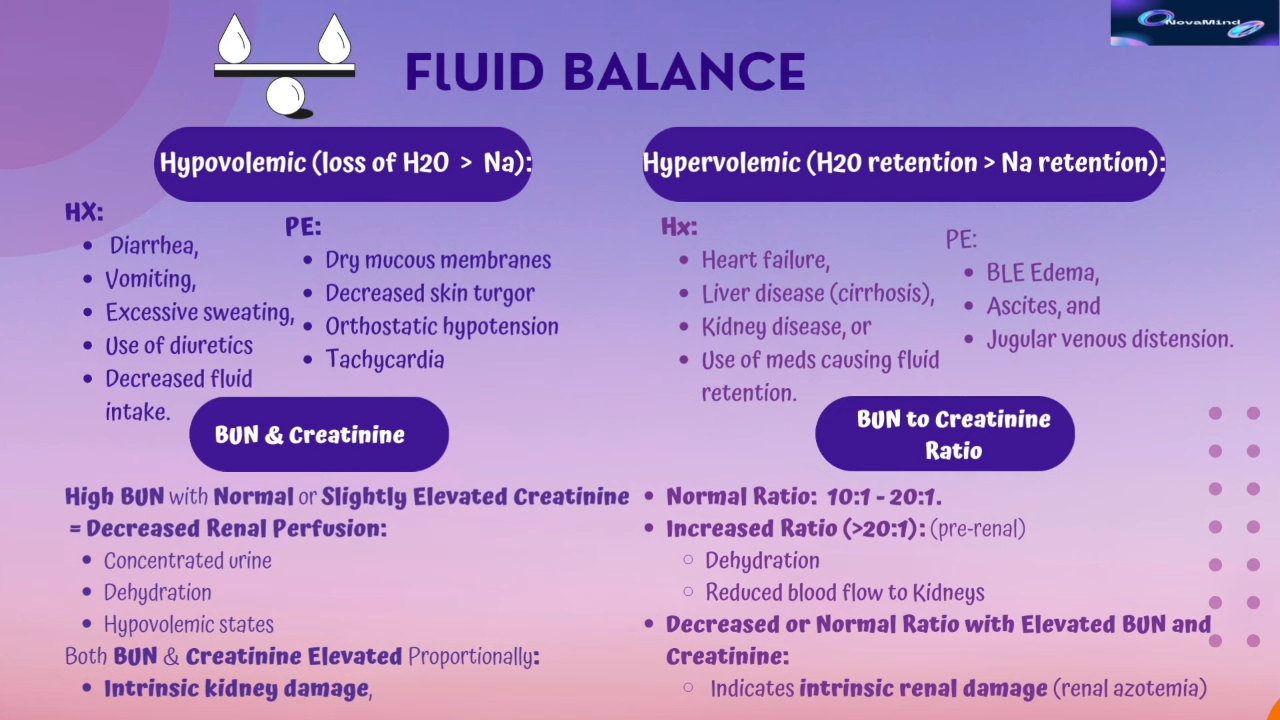 NovaMind
FlUID BALANCE
Hypovolemic (loss of H2O > Na):
HX:
• Diarrhea,
• Vomiting,
• Excessive sweating,
• Use of diuretics
• Decreased fluid
intake.
PE:
• Dry mucous membranes
• Decreased skin turgor
• Orthostatic hypotension
• Tachycardia
Hypervolemic (H2O retention > Na retention):
Hx:
• Heart failure,
• Liver disease (cirrhosis),
• Kidney disease, or
• Use of meds causing fluid
retention.
PE:
• BLE Edema,
• Ascites, and
• Jugular venous distension.
BUN & Creatinine
High BUN with Normal or Slightly Elevated Creatinine
= Decreased Renal Perfusion:
• Concentrated urine
• Dehydration
• Hypovolemic states
Both BUN & Creatinine Elevated Proportionally:
• Intrinsic kidney damage,
BUN to Creatinine
Ratio
• Normal Ratio: 10:1 - 20:1.
• Increased Ratio (>20:1): (pre-renal)
○ Dehydration
○ Reduced blood flow to Kidneys
• Decreased or Normal Ratio with Elevated BUN and
Creatinine:
○ Indicates intrinsic renal damage (renal azotemia)